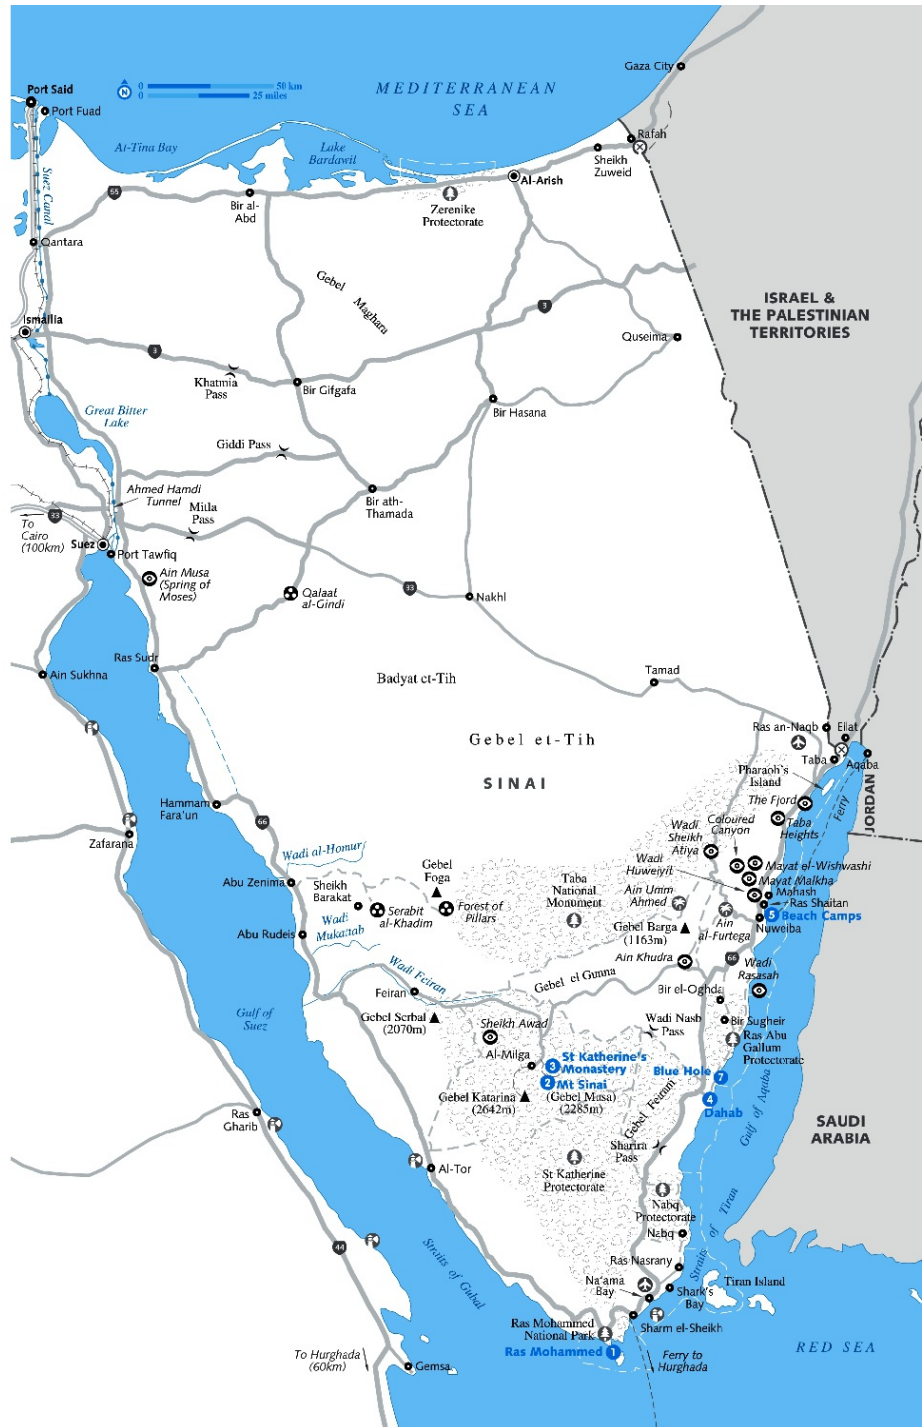 Gaza City
Port Said
N
0 50 km
0 25 miles
MEDITERRANEAN
SEA
Port Fuad
Rafah
At-Tina Bay
Lake
Bardawil
Sheikh
Zuweid
Suez Canal
Al-Arish
55
Bir al-
Abd
Zerenike
Protectorate
Qantara
Gebel Magharu
ISRAEL &
THE PALESTINIAN
TERRITORIES
3
Ismailia
Quseima
3
Khatmia
Pass
Bir Gifgafa
Great Bitter
Lake
Bir Hasana
Giddi Pass
Ahmed Hamdi
Tunnel
Mitla
Pass
Bir ath-
Thamada
33
To
Cairo
(100km)
Suez
Port Tawfiq
Ain Musa
(Spring of
Moses)
Qalaat
al-Gindi
33
Nakhl
Ras Sudr
Ain Sukhna
Badyat et-Tih
Tamad
Gebel et-Tih
Ras an-Naqb
Eilat
Taba
Aqaba
SINAI
Pharaoh's
Island
JORDAN
Ferry
The Fjord
Hammam
Fara'un
66
Taba
Heights
Coloured
Canyon
Wadi
Sheikh
Atiya
Zafarana
Wadi al-Homur
Wadi
Huweiyit
Mayat el-Wishwashi
Mayat Malkha
Gebel
Foga
Abu Zenima
Sheikh
Barakat
Serabit
al-Khadim
Forest of
Pillars
Taba
National
Monument
Ain Umm
Ahmed
Mahash
Ras Shaitan
5 Beach Camps
Nuweiba
Wadi
Mukattab
Abu Rudeis
Gebel Barga
(1163m)
Ain
al-Furtega
Ain Khudra
66
Wadi
Rasasah
Wadi Feiran
Gebel el Gunna
Feiran
Bir el-Oghda
Gulf of
Suez
Gebel Serbal
(2070m)
Sheikh Awad
Wadi Nasb
Pass
Bir Sugheir
Ras Abu
Gallum
Protectorate
Al-Milga
3 St Katherine's
Monastery
2 Mt Sinai
(Gebel Musa)
(2285m)
Gebel Katarina
(2642m)
Blue Hole 7
4
Dahab
Gulf of Aqaba
Gebel Feirani
Ras
Gharib
SAUDI
ARABIA
Sharira
Pass
Al-Tor
St Katherine
Protectorate
Nabq
Protectorate
Nabq
Straits of Tiran
44
Straits of Gubal
Ras Nasrany
Na'ama
Bay
Shark's
Bay
Tiran Island
Ras Mohammed
National Park
Sharm el-Sheikh
Ras Mohammed 1
RED SEA
To Hurghada
(60km)
Gemsa
Ferry to
Hurghada